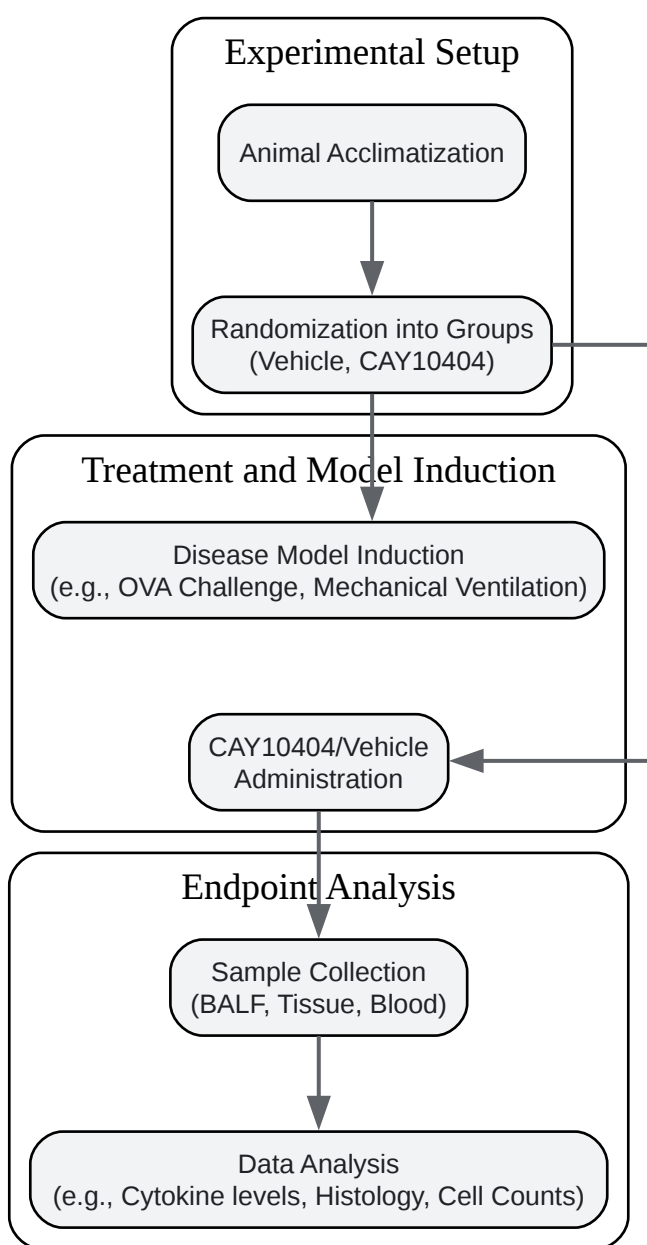 Experimental Setup
Animal Acclimatization
Randomization into Groups
(Vehicle, CAY10404)
Treatment and Model Induction
Disease Model Induction
(e.g., OVA Challenge, Mechanical Ventilation)
CAY10404/Vehicle
Administration
Endpoint Analysis
Sample Collection
(BALF, Tissue, Blood)
Data Analysis
(e.g., Cytokine levels, Histology, Cell Counts)